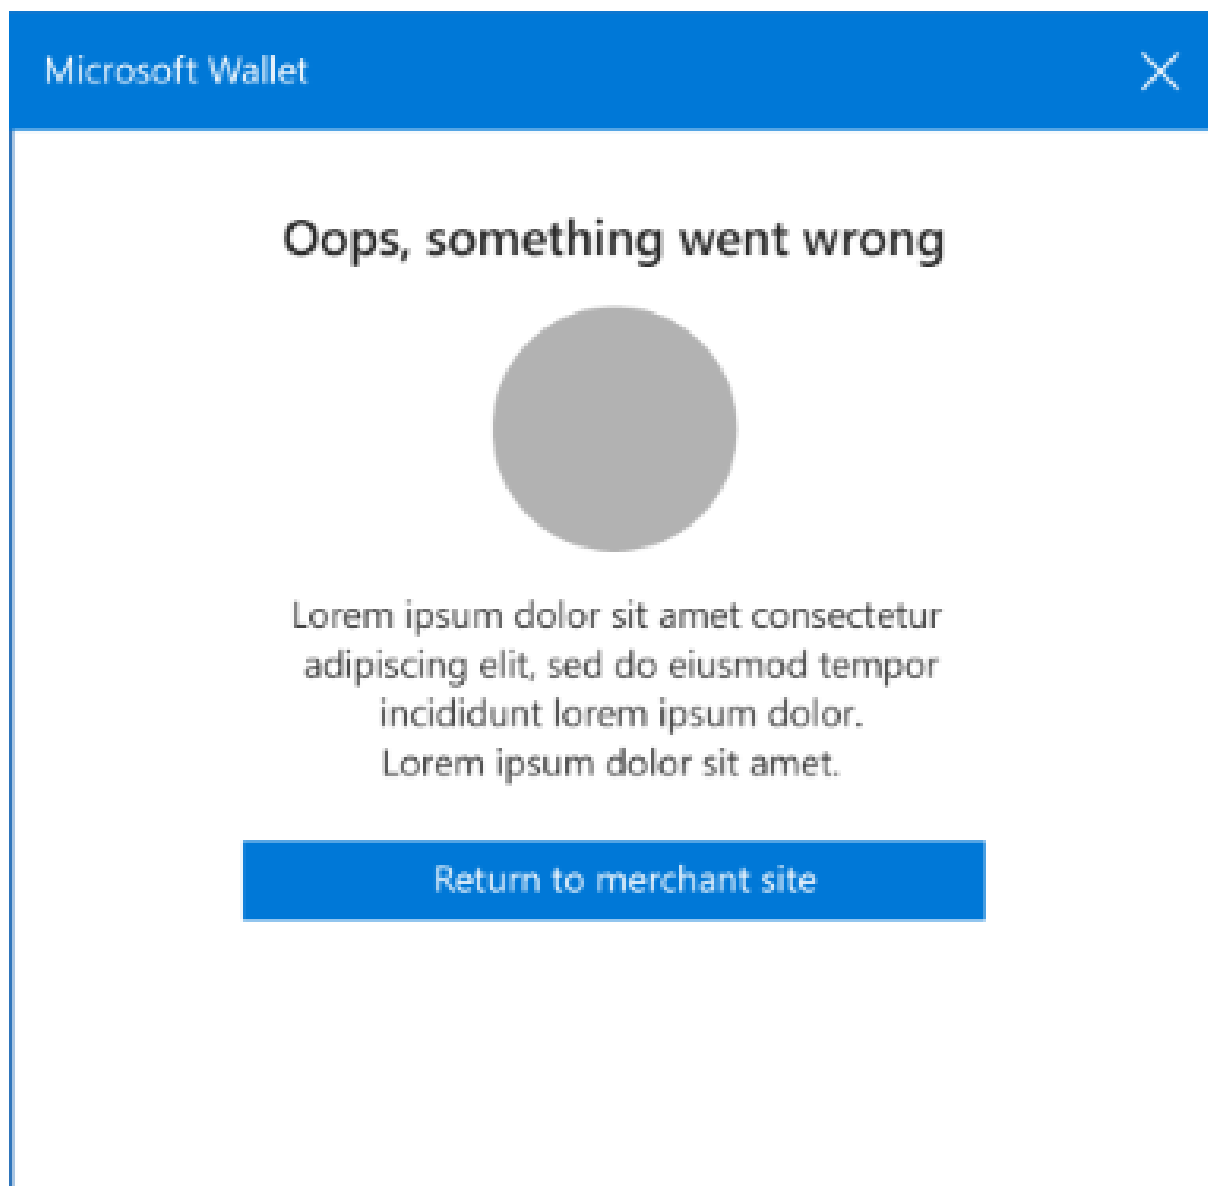 Microsoft Wallet
Oops, something went wrong
Lorem ipsum dolor sit amet consectetur
adipiscing elit, sed do eiusmod tempor
incididunt lorem ipsum dolor.
Lorem ipsum dolor sit amet.
Return to merchant site